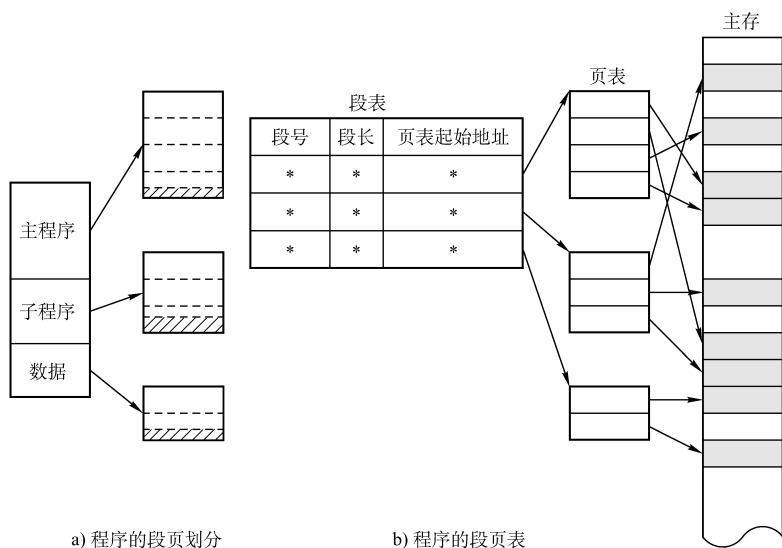 主存
页表
段表
段号 段长 页表起始地址
* * *
* * *
* * *
主程序
子程序
数据
a) 程序的段页划分
b) 程序的段页表